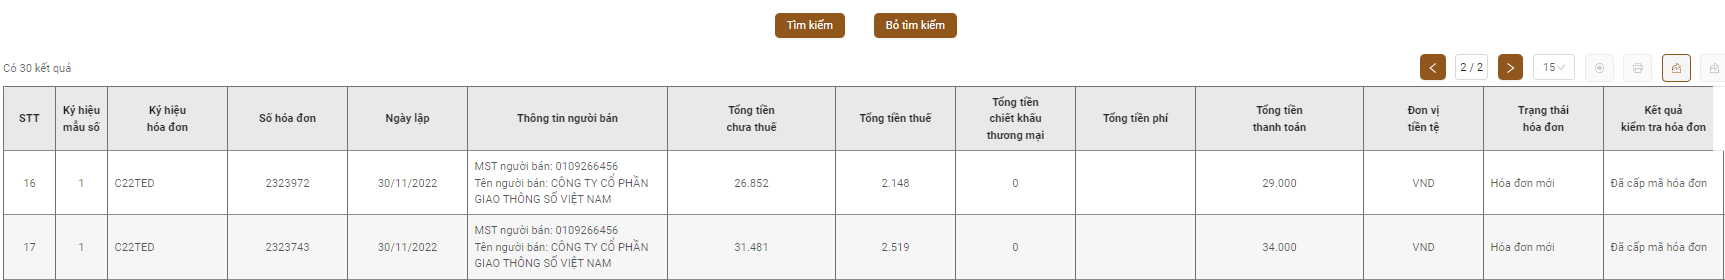 Tìm kiếm Bỏ tìm kiếm
Có 30 kết quả 2 / 2 15
STT Ký hiệu mẫu số Ký hiệu hóa đơn Số hóa đơn Ngày lập Thông tin người bán Tổng tiền chưa thuế Tổng tiền thuế Tổng tiền chiết khấu thương mại Tổng tiền phí Tổng tiền thanh toán Đơn vị tiền tệ Trạng thái hóa đơn Kết quả kiểm tra hóa đơn
MST người bán: 0109266456
16 1 C22TED 2323972 30/11/2022 Tên người bán: CÔNG TY CỔ PHẦN 26.852 2.148 0 29.000 VND Hóa đơn mới Đã cấp mã hóa đơn
GIAO THÔNG SỐ VIỆT NAM
MST người bán: 0109266456
17 1 C22TED 2323743 30/11/2022 Tên người bán: CÔNG TY CỔ PHẦN 31.481 2.519 0 34.000 VND Hóa đơn mới Đã cấp mã hóa đơn
GIAO THÔNG SỐ VIỆT NAM